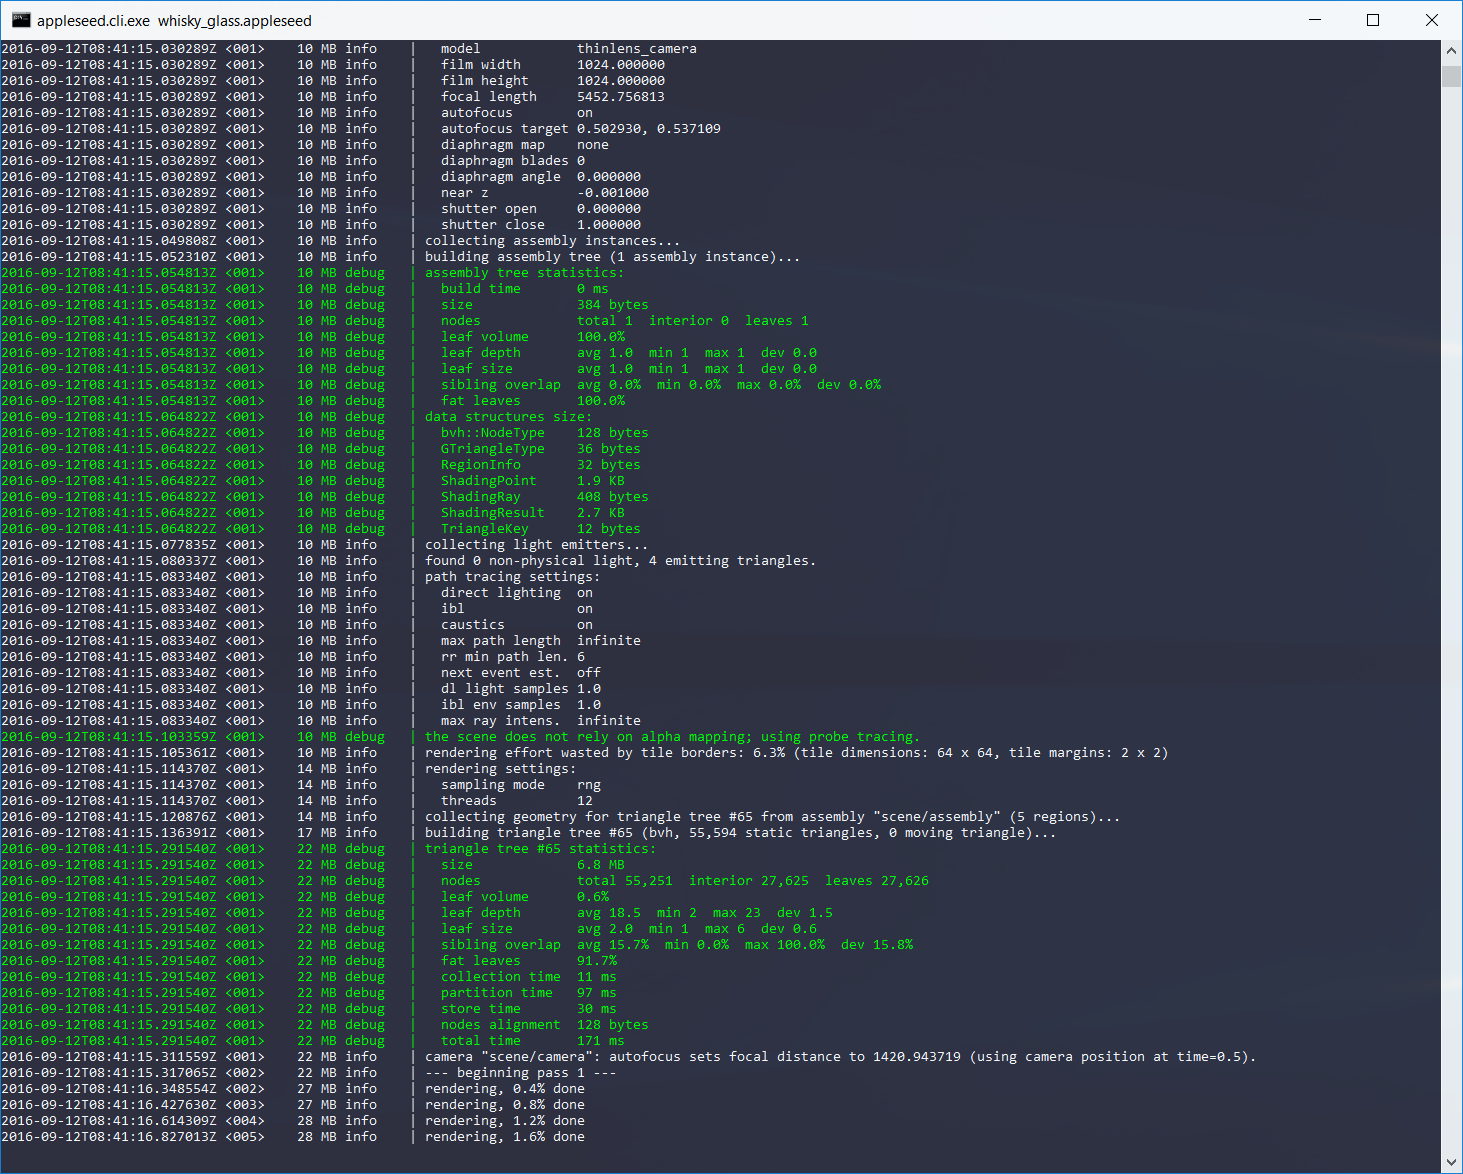 appleseed.cli.exe  whisky_glass.appleseed
2016-09-12T08:41:15.030289Z <001>    10 MB info    |   model            thinlens_camera
2016-09-12T08:41:15.030289Z <001>    10 MB info    |   film width       1024.000000
2016-09-12T08:41:15.030289Z <001>    10 MB info    |   film height      1024.000000
2016-09-12T08:41:15.030289Z <001>    10 MB info    |   focal length     5452.756813
2016-09-12T08:41:15.030289Z <001>    10 MB info    |   autofocus        on
2016-09-12T08:41:15.030289Z <001>    10 MB info    |   autofocus target 0.502930, 0.537109
2016-09-12T08:41:15.030289Z <001>    10 MB info    |   diaphragm map    none
2016-09-12T08:41:15.030289Z <001>    10 MB info    |   diaphragm blades 0
2016-09-12T08:41:15.030289Z <001>    10 MB info    |   diaphragm angle  0.000000
2016-09-12T08:41:15.030289Z <001>    10 MB info    |   near z           -0.001000
2016-09-12T08:41:15.030289Z <001>    10 MB info    |   shutter open     0.000000
2016-09-12T08:41:15.030289Z <001>    10 MB info    |   shutter close    1.000000
2016-09-12T08:41:15.049808Z <001>    10 MB info    | collecting assembly instances...
2016-09-12T08:41:15.052310Z <001>    10 MB info    | building assembly tree (1 assembly instance)...
2016-09-12T08:41:15.054813Z <001>    10 MB debug   | assembly tree statistics:
2016-09-12T08:41:15.054813Z <001>    10 MB debug   |   build time       0 ms
2016-09-12T08:41:15.054813Z <001>    10 MB debug   |   size             384 bytes
2016-09-12T08:41:15.054813Z <001>    10 MB debug   |   nodes            total 1  interior 0  leaves 1
2016-09-12T08:41:15.054813Z <001>    10 MB debug   |   leaf volume      100.0%
2016-09-12T08:41:15.054813Z <001>    10 MB debug   |   leaf depth       avg 1.0  min 1  max 1  dev 0.0
2016-09-12T08:41:15.054813Z <001>    10 MB debug   |   leaf size        avg 1.0  min 1  max 1  dev 0.0
2016-09-12T08:41:15.054813Z <001>    10 MB debug   |   sibling overlap  avg 0.0%  min 0.0%  max 0.0%  dev 0.0%
2016-09-12T08:41:15.054813Z <001>    10 MB debug   |   fat leaves       100.0%
2016-09-12T08:41:15.064822Z <001>    10 MB debug   | data structures size:
2016-09-12T08:41:15.064822Z <001>    10 MB debug   |   bvh::NodeType    128 bytes
2016-09-12T08:41:15.064822Z <001>    10 MB debug   |   GTriangleType    36 bytes
2016-09-12T08:41:15.064822Z <001>    10 MB debug   |   RegionInfo       32 bytes
2016-09-12T08:41:15.064822Z <001>    10 MB debug   |   ShadingPoint     1.9 KB
2016-09-12T08:41:15.064822Z <001>    10 MB debug   |   ShadingRay       408 bytes
2016-09-12T08:41:15.064822Z <001>    10 MB debug   |   ShadingResult    2.7 KB
2016-09-12T08:41:15.064822Z <001>    10 MB debug   |   TriangleKey      12 bytes
2016-09-12T08:41:15.077835Z <001>    10 MB info    | collecting light emitters...
2016-09-12T08:41:15.080337Z <001>    10 MB info    | found 0 non-physical light, 4 emitting triangles.
2016-09-12T08:41:15.083340Z <001>    10 MB info    | path tracing settings:
2016-09-12T08:41:15.083340Z <001>    10 MB info    |   direct lighting  on
2016-09-12T08:41:15.083340Z <001>    10 MB info    |   ibl              on
2016-09-12T08:41:15.083340Z <001>    10 MB info    |   caustics         on
2016-09-12T08:41:15.083340Z <001>    10 MB info    |   max path length  infinite
2016-09-12T08:41:15.083340Z <001>    10 MB info    |   rr min path len. 6
2016-09-12T08:41:15.083340Z <001>    10 MB info    |   next event est.  off
2016-09-12T08:41:15.083340Z <001>    10 MB info    |   dl light samples 1.0
2016-09-12T08:41:15.083340Z <001>    10 MB info    |   ibl env samples  1.0
2016-09-12T08:41:15.083340Z <001>    10 MB info    |   max ray intens.  infinite
2016-09-12T08:41:15.103359Z <001>    10 MB debug   | the scene does not rely on alpha mapping; using probe tracing.
2016-09-12T08:41:15.105361Z <001>    10 MB info    | rendering effort wasted by tile borders: 6.3% (tile dimensions: 64 x 64, tile margins: 2 x 2)
2016-09-12T08:41:15.114370Z <001>    14 MB info    | rendering settings:
2016-09-12T08:41:15.114370Z <001>    14 MB info    |   sampling mode    rng
2016-09-12T08:41:15.114370Z <001>    14 MB info    |   threads          12
2016-09-12T08:41:15.120876Z <001>    14 MB info    | collecting geometry for triangle tree #65 from assembly "scene/assembly" (5 regions)...
2016-09-12T08:41:15.136391Z <001>    17 MB info    | building triangle tree #65 (bvh, 55,594 static triangles, 0 moving triangle)...
2016-09-12T08:41:15.291540Z <001>    22 MB debug   | triangle tree #65 statistics:
2016-09-12T08:41:15.291540Z <001>    22 MB debug   |   size             6.8 MB
2016-09-12T08:41:15.291540Z <001>    22 MB debug   |   nodes            total 55,251  interior 27,625  leaves 27,626
2016-09-12T08:41:15.291540Z <001>    22 MB debug   |   leaf volume      0.6%
2016-09-12T08:41:15.291540Z <001>    22 MB debug   |   leaf depth       avg 18.5  min 2  max 23  dev 1.5
2016-09-12T08:41:15.291540Z <001>    22 MB debug   |   leaf size        avg 2.0  min 1  max 6  dev 0.6
2016-09-12T08:41:15.291540Z <001>    22 MB debug   |   sibling overlap  avg 15.7%  min 0.0%  max 100.0%  dev 15.8%
2016-09-12T08:41:15.291540Z <001>    22 MB debug   |   fat leaves       91.7%
2016-09-12T08:41:15.291540Z <001>    22 MB debug   |   collection time  11 ms
2016-09-12T08:41:15.291540Z <001>    22 MB debug   |   partition time   97 ms
2016-09-12T08:41:15.291540Z <001>    22 MB debug   |   store time       30 ms
2016-09-12T08:41:15.291540Z <001>    22 MB debug   |   nodes alignment  128 bytes
2016-09-12T08:41:15.291540Z <001>    22 MB debug   |   total time       171 ms
2016-09-12T08:41:15.311559Z <001>    22 MB info    | camera "scene/camera": autofocus sets focal distance to 1420.943719 (using camera position at time=0.5).
2016-09-12T08:41:15.317065Z <002>    22 MB info    | --- beginning pass 1 ---
2016-09-12T08:41:16.348554Z <002>    27 MB info    | rendering, 0.4% done
2016-09-12T08:41:16.427630Z <003>    27 MB info    | rendering, 0.8% done
2016-09-12T08:41:16.614309Z <004>    28 MB info    | rendering, 1.2% done
2016-09-12T08:41:16.827013Z <005>    28 MB info    | rendering, 1.6% done